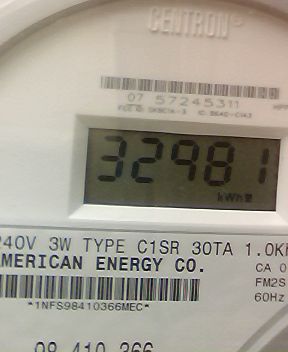 CENTRON
07 57245311
32981
kWh
240V 3W TYPE C1SR 30TA 1.0Kh
AMERICAN ENERGY CO.
CA 0
FM2S
60Hz
*1NFS98410366MEC*
98 410 366